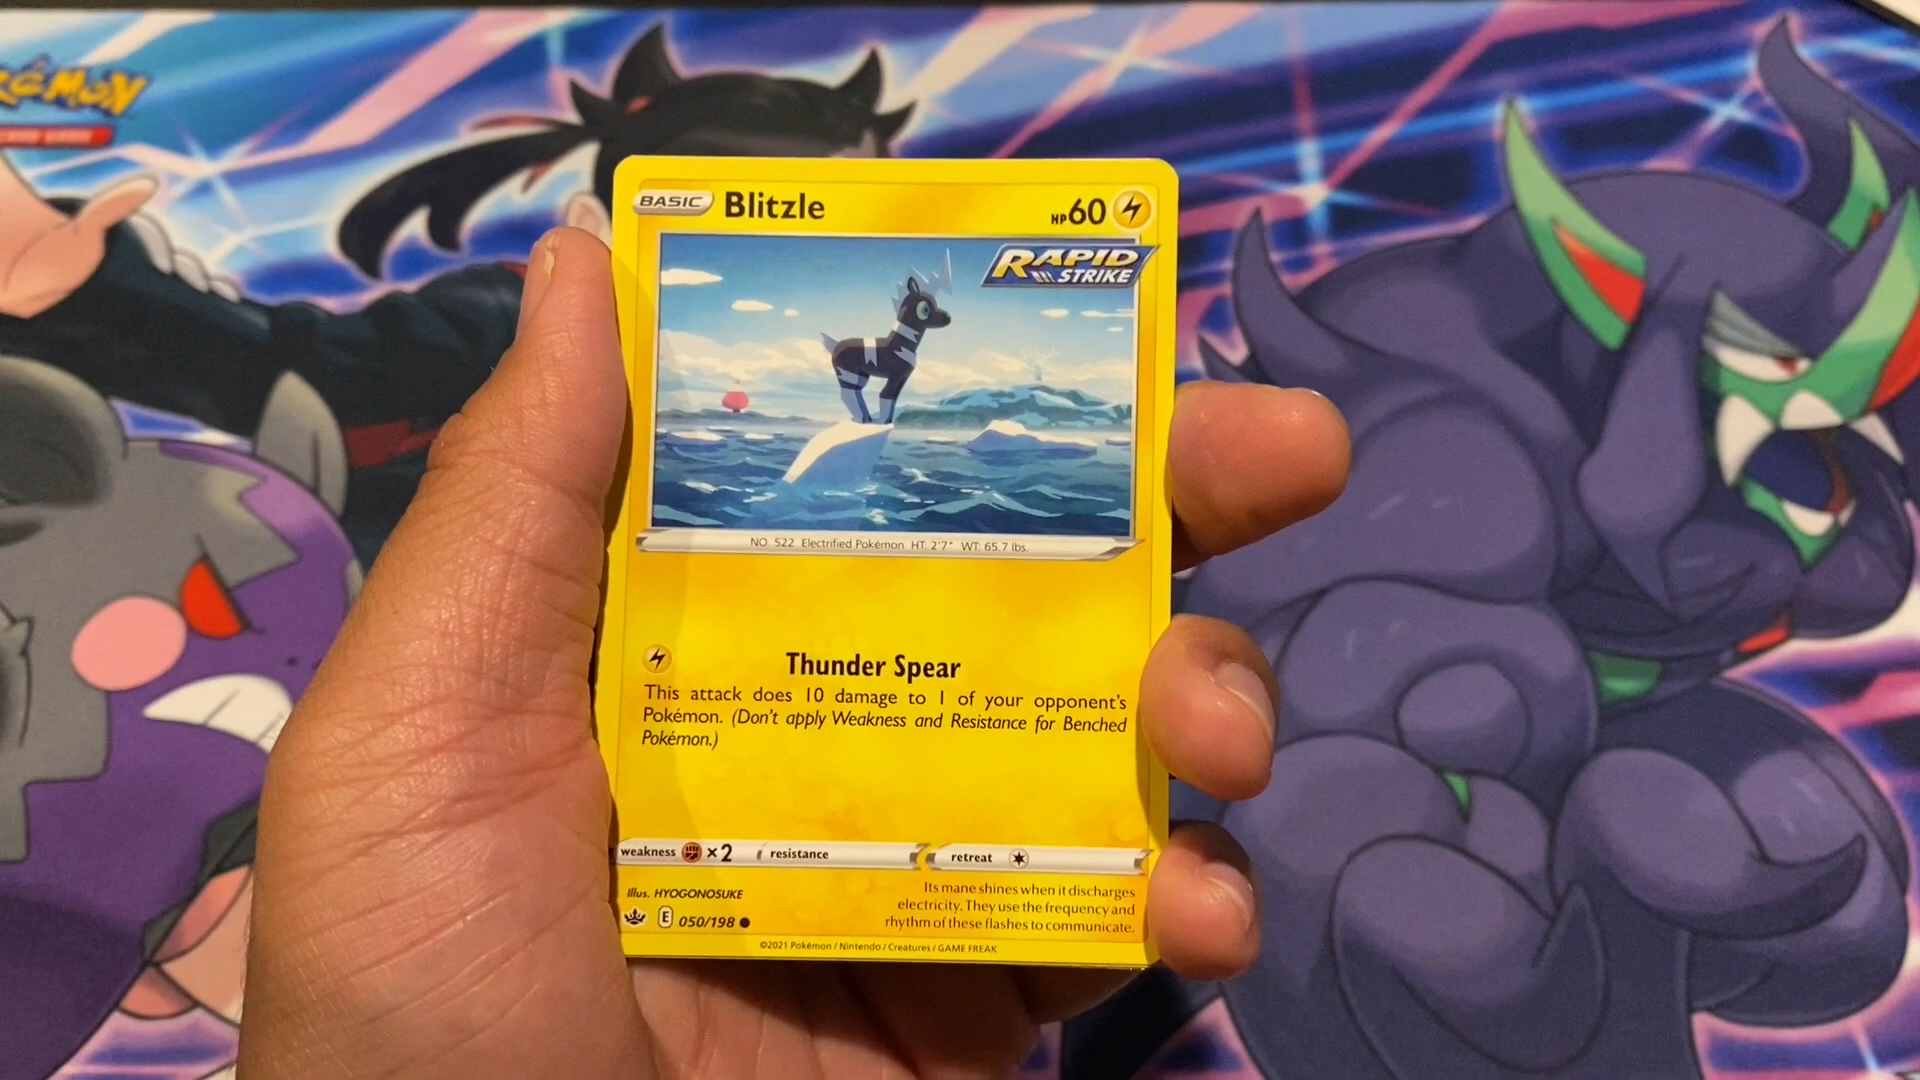 POKéMON
BASIC Blitzle HP60
RAPID
STRIKE
NO. 522 Electrified Pokémon HT: 2'7" WT: 65.7 lbs.
Thunder Spear
This attack does 10 damage to 1 of your opponent's
Pokémon. (Don't apply Weakness and Resistance for Benched
Pokémon.)
weakness ×2 resistance retreat
Illus. HYOGONOSUKE
E 050/198
Its mane shines when it discharges
electricity. They use the frequency and
rhythm of these flashes to communicate.
©2021 Pokémon / Nintendo / Creatures / GAME FREAK